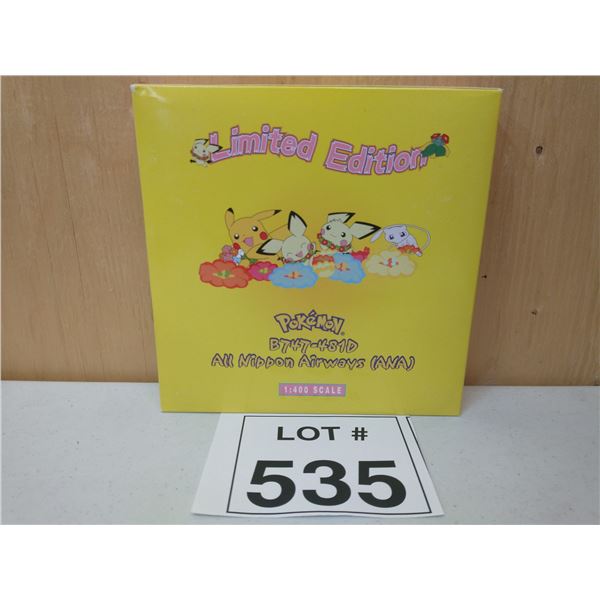 Limited Edition
POKéMON®
B747-481D
All Nippon Airways (ANA)
1:400 SCALE
LOT #
535